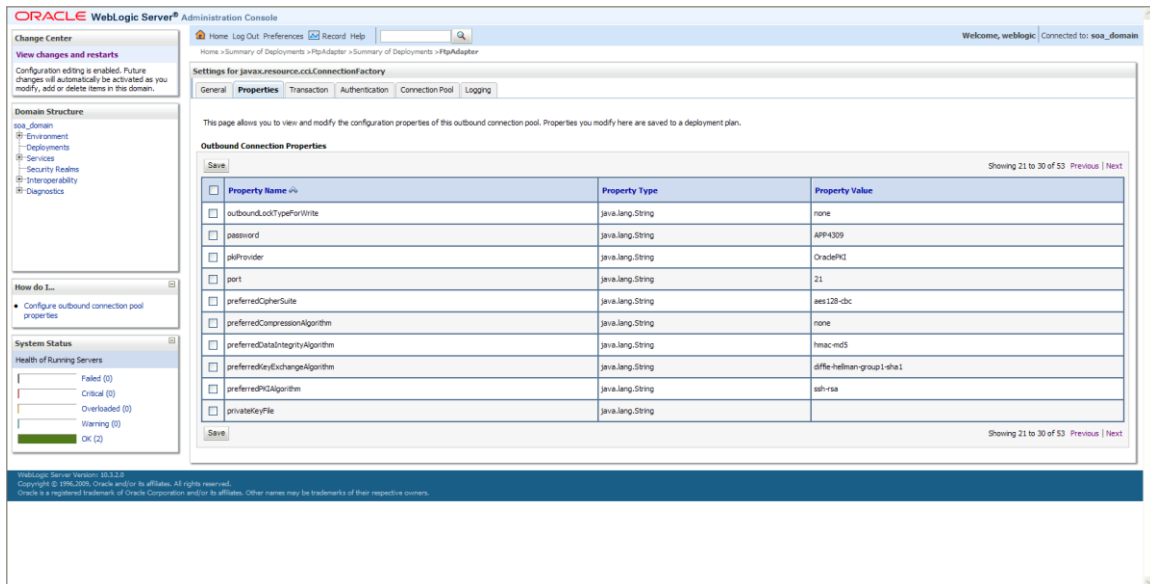 ORACLE WebLogic Server® Administration Console
Change Center
View changes and restarts
Configuration editing is enabled. Future
changes will automatically be activated as you
modify, add or delete items in this domain.
Domain Structure
soa_domain
Environment
Deployments
Services
Security Realms
Interoperability
Diagnostics
How do I...
Configure outbound connection pool
properties
System Status
Health of Running Servers
Failed (0)
Critical (0)
Overloaded (0)
Warning (0)
OK (2)
Home Log Out Preferences Record Help
Welcome, weblogic Connected to: soa_domain
Home >Summary of Deployments >FtpAdapter >Summary of Deployments >FtpAdapter
Settings for javax.resource.cci.ConnectionFactory
General Properties Transaction Authentication Connection Pool Logging
This page allows you to view and modify the configuration properties of this outbound connection pool. Properties you modify here are saved to a deployment plan.
Outbound Connection Properties
Save Showing 21 to 30 of 53 Previous | Next
Property Name Property Type Property Value
outboundLockTypeForWrite java.lang.String none
password java.lang.String APP4309
pkiProvider java.lang.String OraclePKI
port java.lang.String 21
preferredCipherSuite java.lang.String aes128-cbc
preferredCompressionAlgorithm java.lang.String none
preferredDataIntegrityAlgorithm java.lang.String hmac-md5
preferredKeyExchangeAlgorithm java.lang.String diffie-hellman-group1-sha1
preferredPKIAlgorithm java.lang.String ssh-rsa
privateKeyFile java.lang.String
Save Showing 21 to 30 of 53 Previous | Next
WebLogic Server Version: 10.3.2.0
Copyright © 1996,2009, Oracle and/or its affiliates. All rights reserved.
Oracle is a registered trademark of Oracle Corporation and/or its affiliates. Other names may be trademarks of their respective owners.